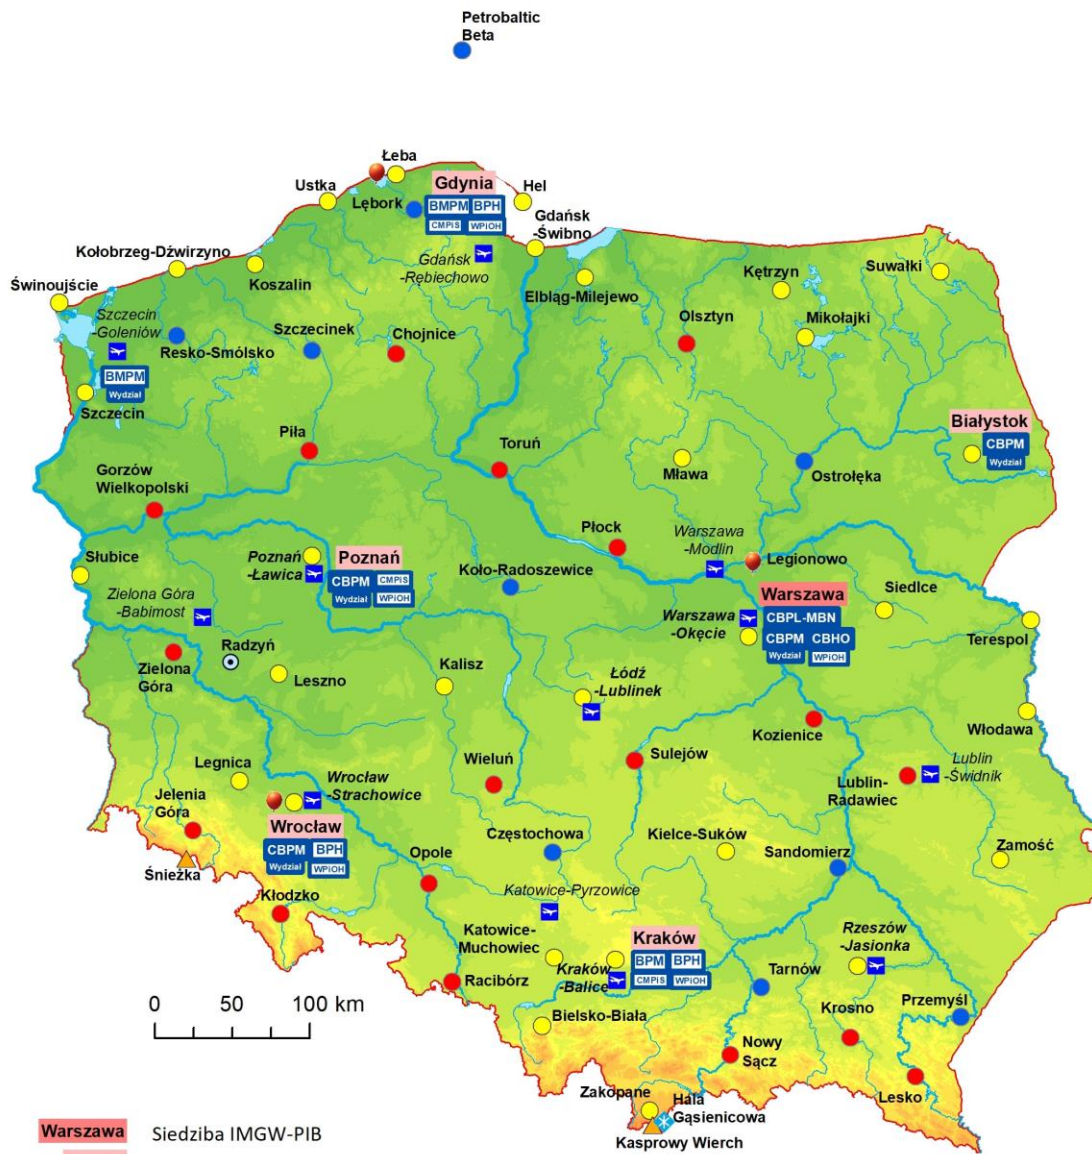 Petrobaltic
Beta
Łeba
Ustka
Gdynia
Hel
Lębork
BMPM BPH
CMPiS WPiOH
Gdańsk
-Świbno
Kołobrzeg-Dźwirzyno
Koszalin
Gdańsk
-Rębiechowo
Elbląg-Milejewo
Kętrzyn
Suwałki
Świnoujście
Szczecin
-Goleniów
Resko-Smólsko
Szczecinek
Chojnice
Olsztyn
Mikołajki
BMPM
Wydział
Szczecin
Piła
Toruń
Mława
Ostrołęka
Białystok
CBPM
Wydział
Gorzów
Wielkopolski
Płock
Warszawa
-Modlin
Legionowo
Słubice
Poznań
-Ławica
Poznań
CBPM CMPiS
Wydział WPiOH
Koło-Radoszewice
Zielona Góra
-Babimost
Warszawa
CBPL-MBN
CBPM CBHO
Wydział WPiOH
Warszawa
-Okęcie
Siedlce
Terespol
Radzyń
Zielona
Góra
Leszno
Kalisz
Łódź
-Lublinek
Kozienice
Włodawa
Legnica
Wrocław
-Strachowice
Wieluń
Sulejów
Lublin
-Świdnik
Lublin-
Radawiec
Jelenia
Góra
Wrocław
CBPM BPH
Wydział WPiOH
Śnieżka
Częstochowa
Kielce-Suków
Sandomierz
Zamość
Opole
Kłodzko
Katowice-Pyrzowice
Katowice-
Muchowiec
Kraków
BPM BPH
CMPiS WPiOH
Kraków
-Balice
Rzeszów
-Jasionka
Racibórz
Tarnów
Krosno
Przemyśl
Bielsko-Biała
Nowy
Sącz
Lesko
0 50 100 km
Zakopane
Hala
Gąsienicowa
Kasprowy Wierch
Warszawa Siedziba IMGW-PIB